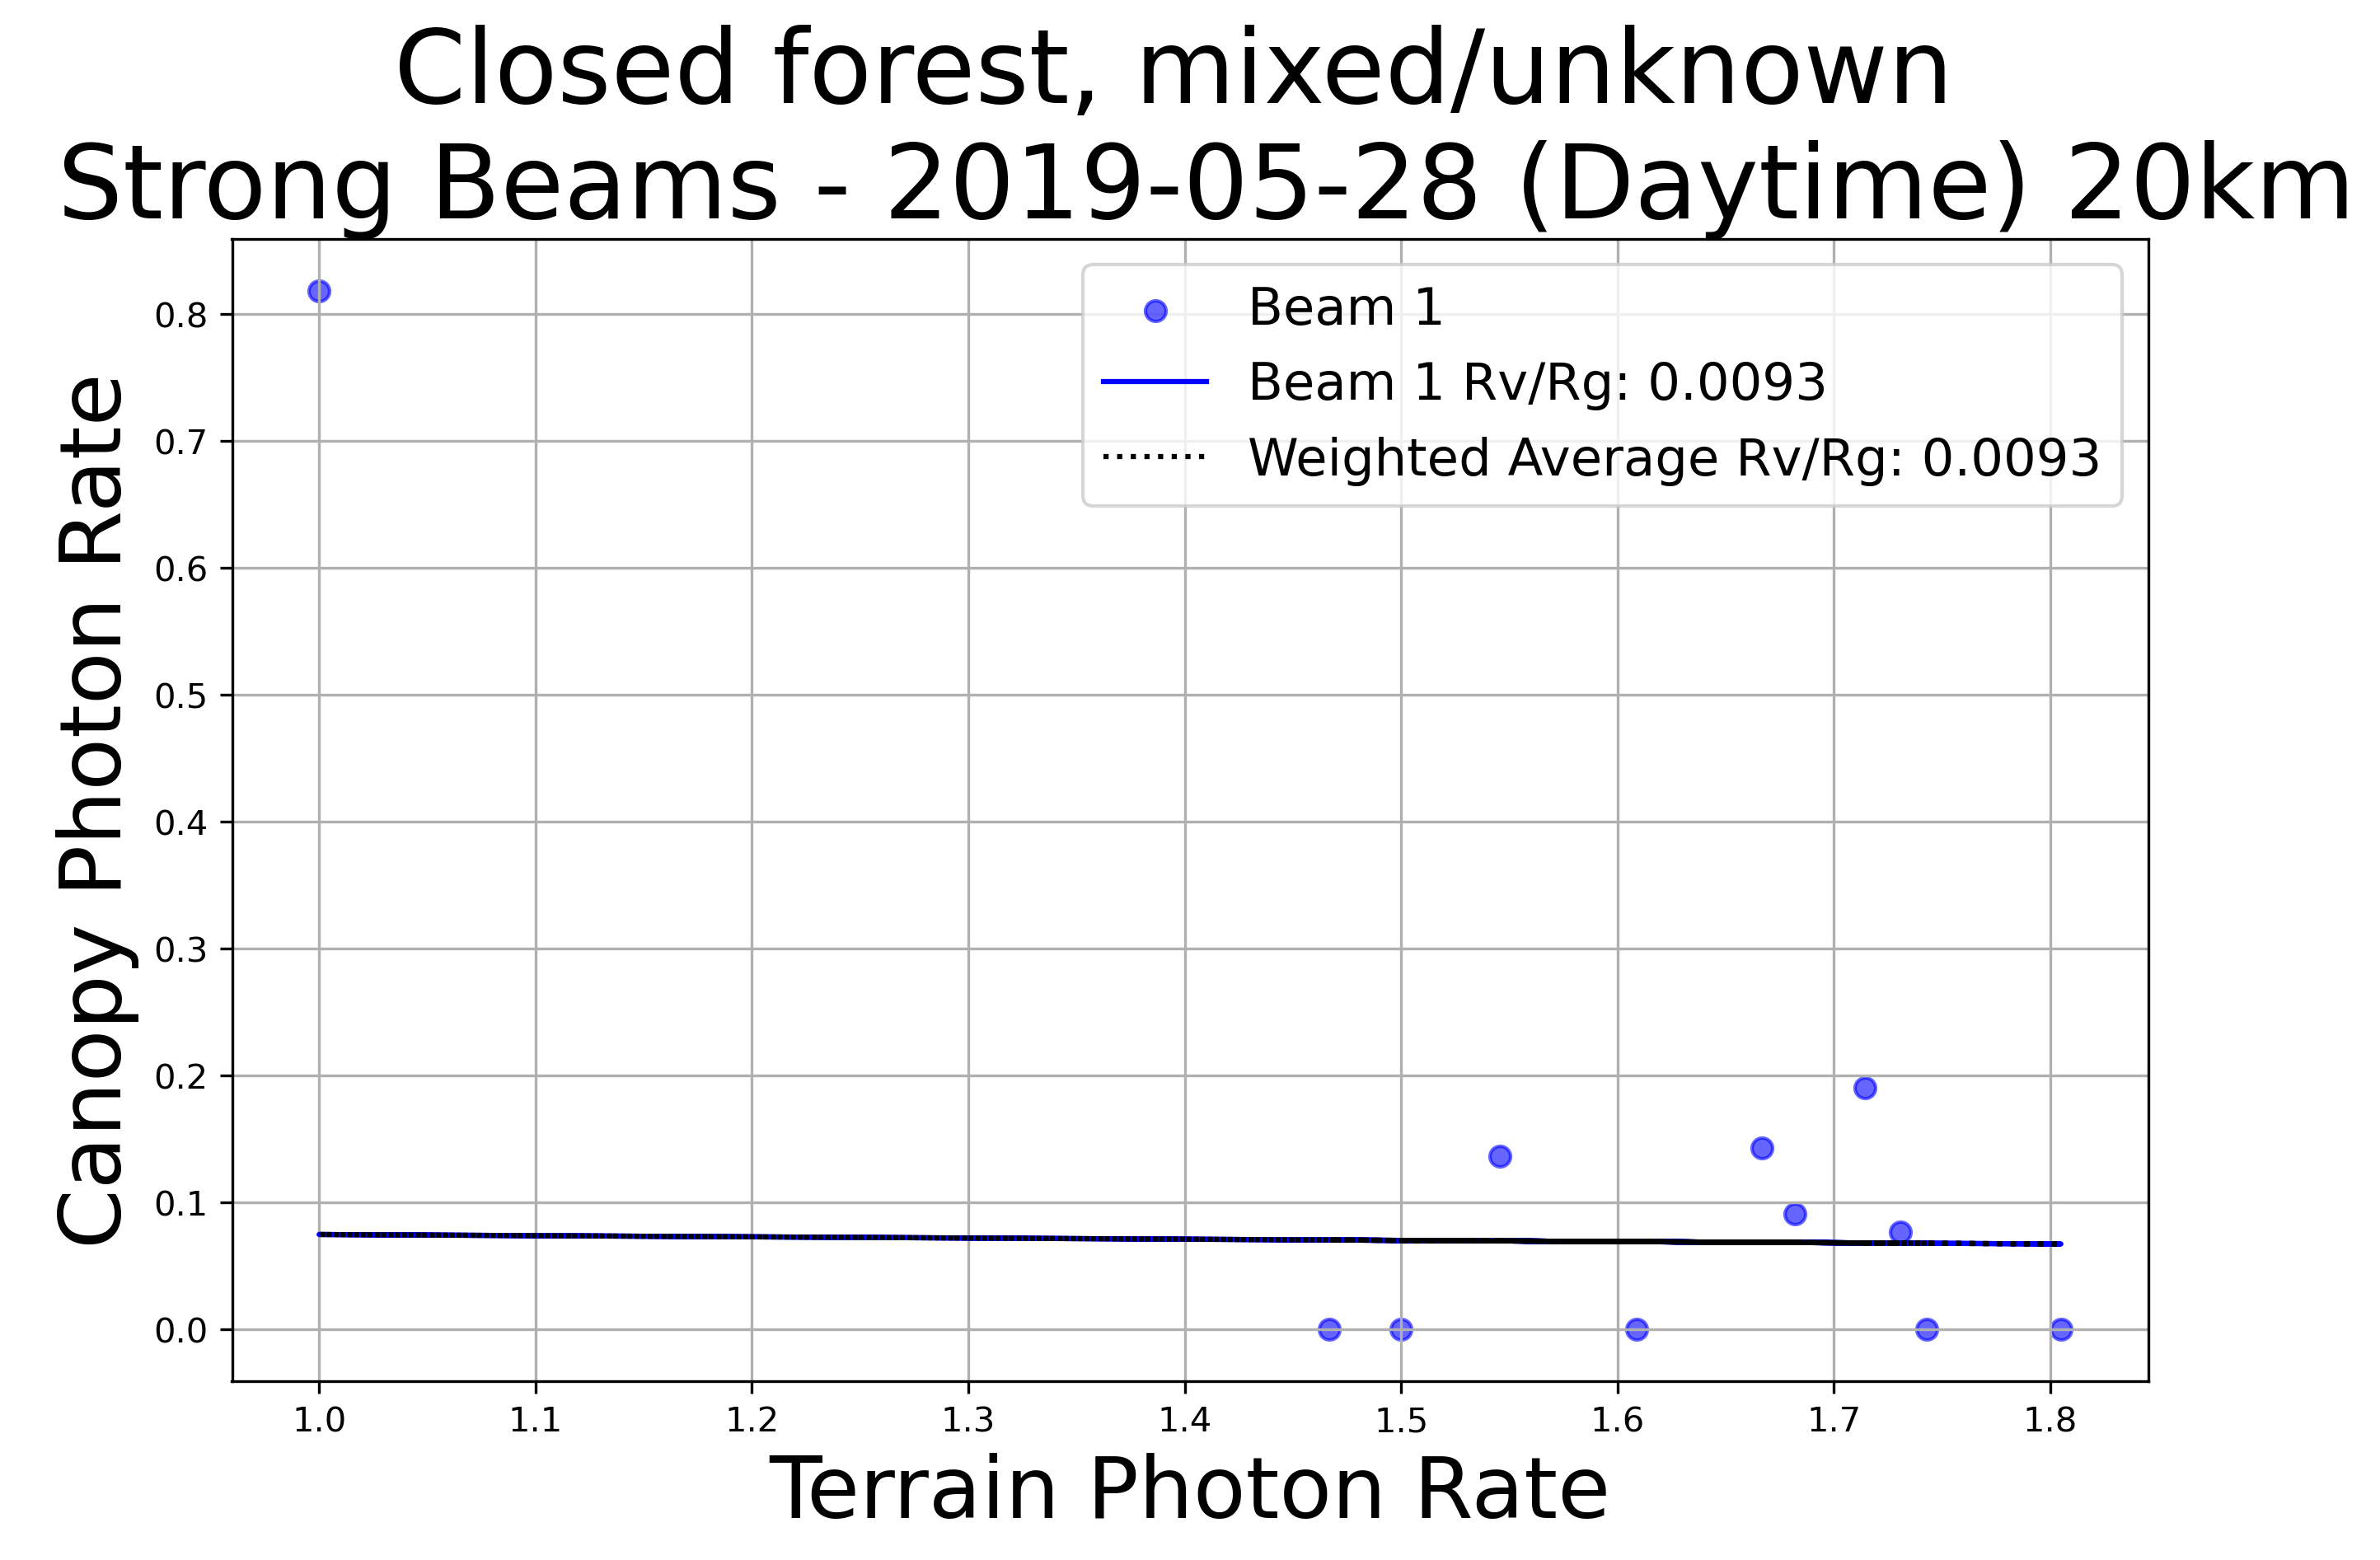 Closed forest, mixed/unknown
Strong Beams - 2019-05-28 (Daytime) 20km
Beam 1
Beam 1 Rv/Rg: 0.0093
Weighted Average Rv/Rg: 0.0093
Canopy Photon Rate
0.8
0.7
0.6
0.5
0.4
0.3
0.2
0.1
0.0
1.0 1.1 1.2 1.3 1.4 1.5 1.6 1.7 1.8
Terrain Photon Rate